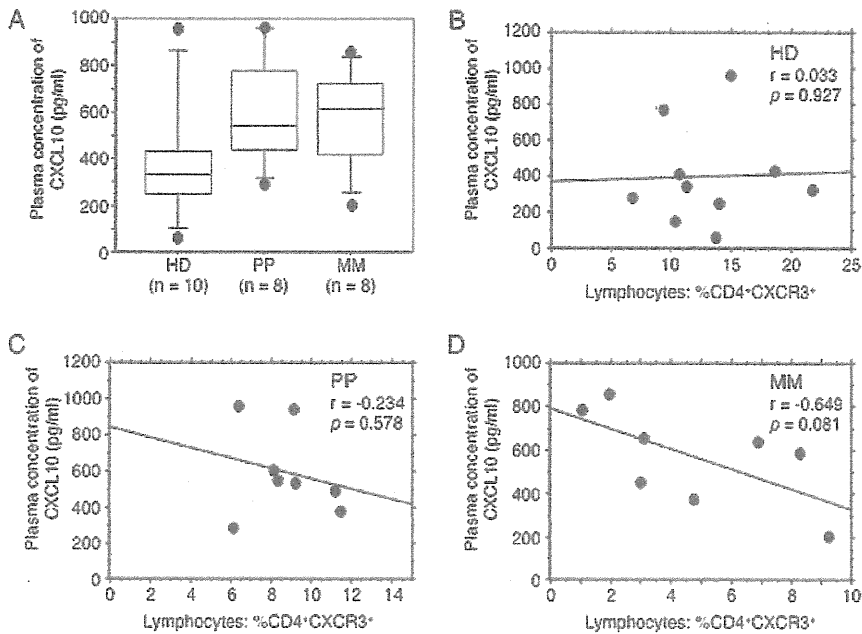 A
Plasma concentration of
CXCL10 (pg/ml)
1000
800
600
400
200
0
HD
(n = 10)
PP
(n = 8)
MM
(n = 8)
B
Plasma concentration of
CXCL10 (pg/ml)
1200
1000
800
600
400
200
0
HD
r = 0.033
p = 0.927
0 5 10 15 20 25
Lymphocytes: %CD4⁺CXCR3⁺
C
Plasma concentration of
CXCL10 (pg/ml)
1200
1000
800
600
400
200
0
PP
r = -0.234
p = 0.578
0 2 4 6 8 10 12 14
Lymphocytes: %CD4⁺CXCR3⁺
D
Plasma concentration of
CXCL10 (pg/ml)
1000
800
600
400
200
0
MM
r = -0.649
p = 0.081
0 2 4 6 8 10
Lymphocytes: %CD4⁺CXCR3⁺